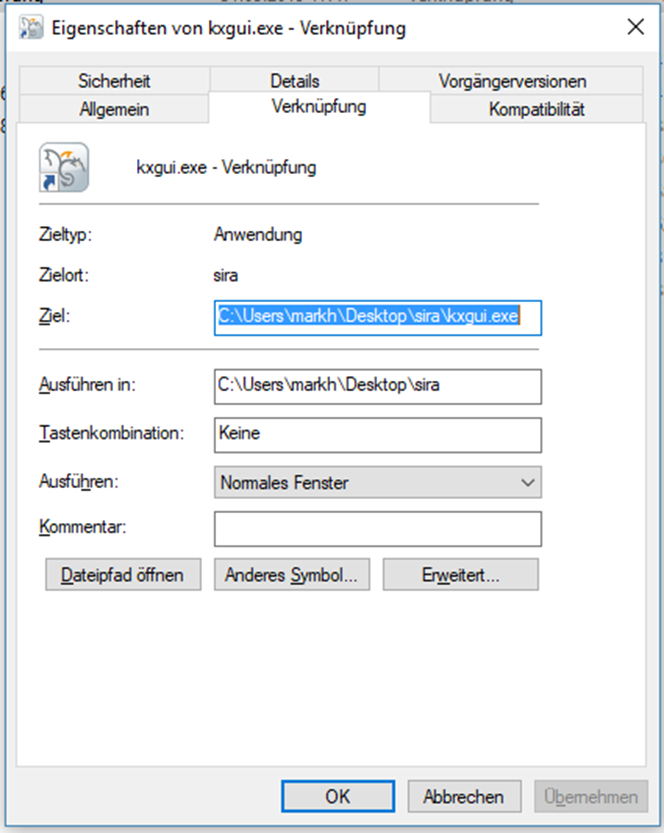 Eigenschaften von kxgui.exe - Verknüpfung
Sicherheit Details Vorgängerversionen
Allgemein Verknüpfung Kompatibilität
kxgui.exe - Verknüpfung
Zieltyp: Anwendung
Zielort: sira
Ziel: C:\Users\markh\Desktop\sira\kxgui.exe
Ausführen in: C:\Users\markh\Desktop\sira
Tastenkombination: Keine
Ausführen: Normales Fenster
Kommentar:
Dateipfad öffnen Anderes Symbol... Erweitert...
OK Abbrechen Übernehmen